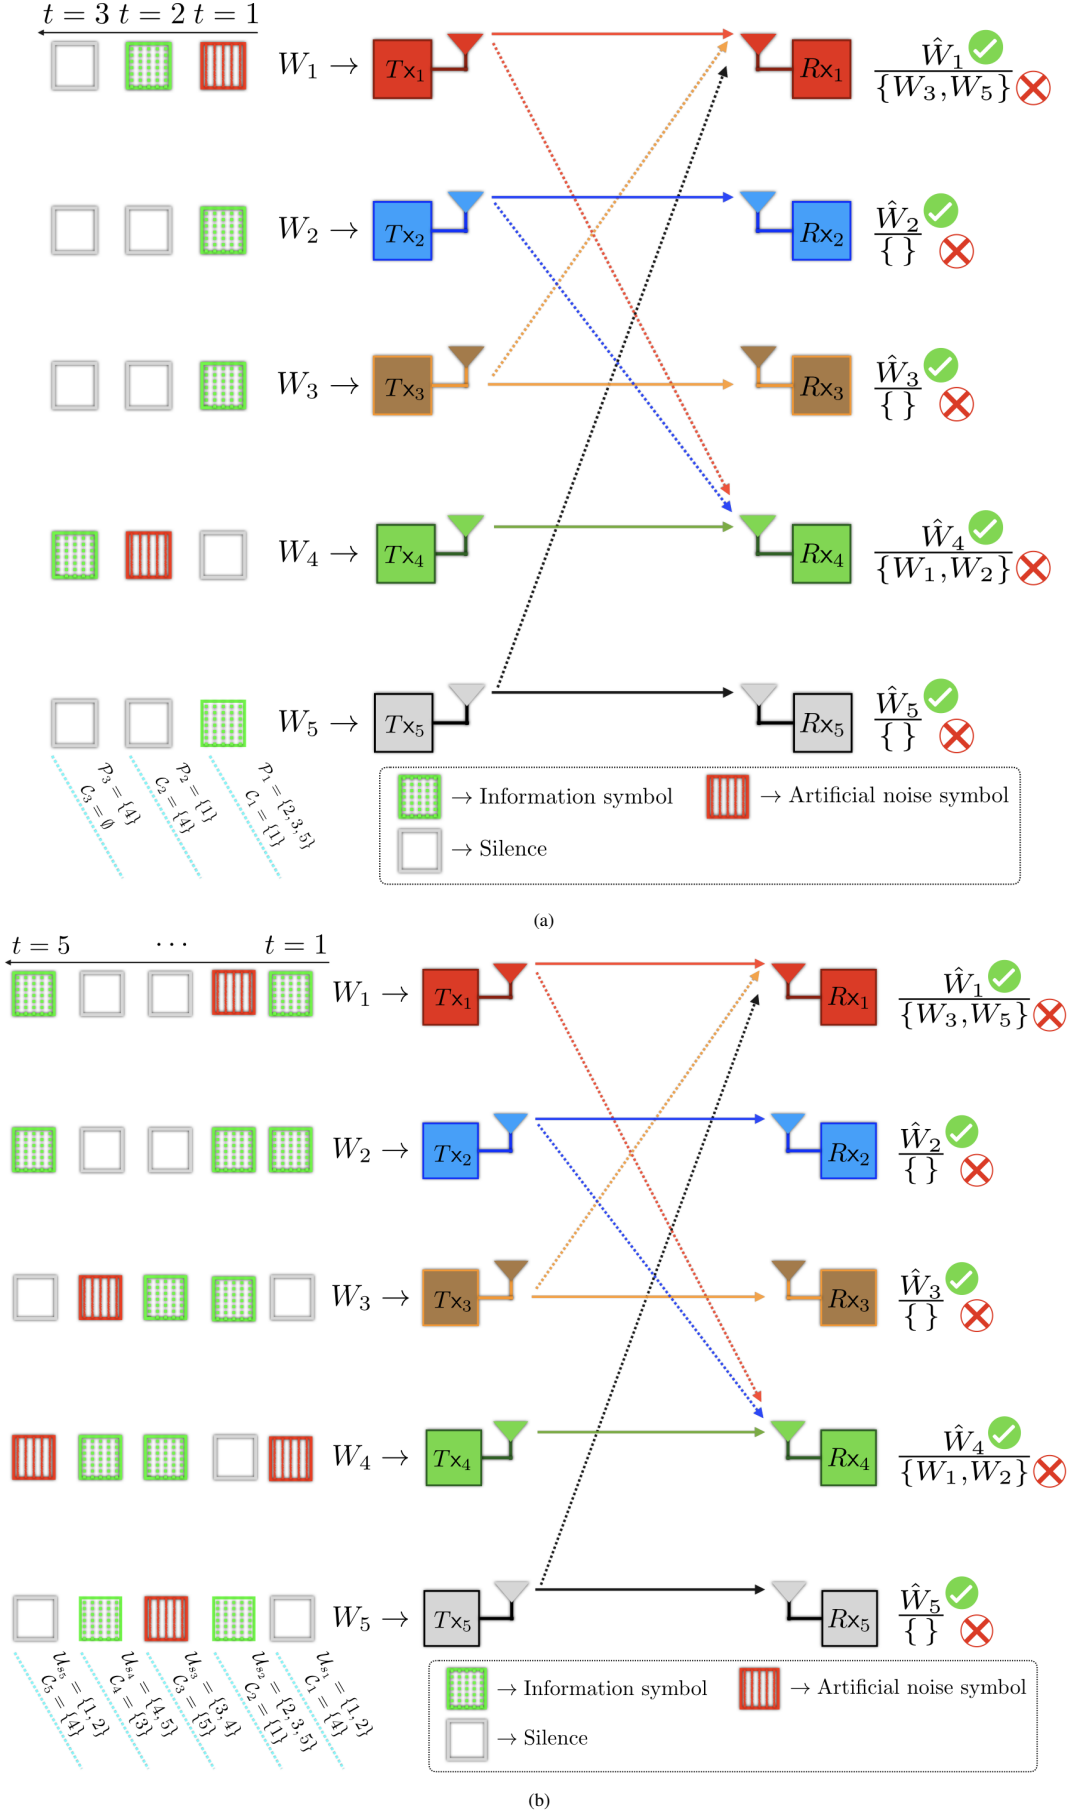 t = 3 t = 2 t = 1
W₁ → Tx₁ Rx₁ Ŵ₁
{W₃,W₅}
W₂ → Tx₂ Rx₂ Ŵ₂
{ }
W₃ → Tx₃ Rx₃ Ŵ₃
{ }
W₄ → Tx₄ Rx₄ Ŵ₄
{W₁,W₂}
W₅ → Tx₅ Rx₅ Ŵ₅
{ }
𝒫₃ = {4}
𝒞₃ = ∅
𝒫₂ = {1}
𝒞₂ = {4}
𝒫₁ = {2,3,5}
𝒞₁ = {1}
→ Information symbol
→ Artificial noise symbol
→ Silence
(a)
t = 5 ··· t = 1
W₁ → Tx₁ Rx₁ Ŵ₁
{W₃,W₅}
W₂ → Tx₂ Rx₂ Ŵ₂
{ }
W₃ → Tx₃ Rx₃ Ŵ₃
{ }
W₄ → Tx₄ Rx₄ Ŵ₄
{W₁,W₂}
W₅ → Tx₅ Rx₅ Ŵ₅
{ }
𝒰s₅ = {1,2}
𝒞₅ = {4}
𝒰s₄ = {4,5}
𝒞₄ = {3}
𝒰s₃ = {3,4}
𝒞₃ = {5}
𝒰s₂ = {2,3,5}
𝒞₂ = {1}
𝒰s₁ = {1,2}
𝒞₁ = {4}
→ Information symbol
→ Artificial noise symbol
→ Silence
(b)